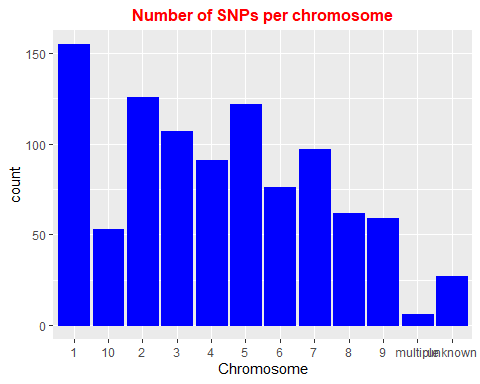 Number of SNPs per chromosome
150
100
50
0
count
1 10 2 3 4 5 6 7 8 9 multiple unknown
Chromosome